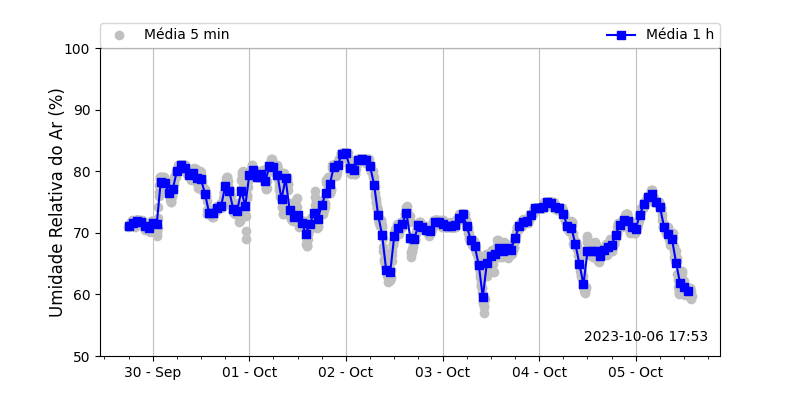 Média 5 min
Média 1 h
Umidade Relativa do Ar (%)
100
90
80
70
60
50
2023-10-06 17:53
30 - Sep
01 - Oct
02 - Oct
03 - Oct
04 - Oct
05 - Oct